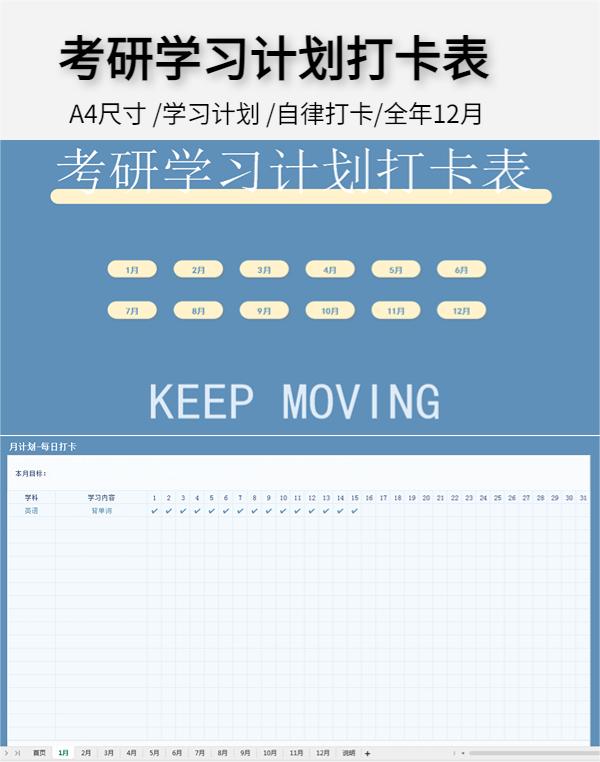 考研学习计划打卡表
A4尺寸 /学习计划 /自律打卡/全年12月
考研学习计划打卡表
1月 2月 3月 4月 5月 6月
7月 8月 9月 10月 11月 12月
KEEP MOVING
月计划-每日打卡
本月目标：
学科 学习内容 1 2 3 4 5 6 7 8 9 10 11 12 13 14 15 16 17 18 19 20 21 22 23 24 25 26 27 28 29 30 31
英语 背单词 ✓ ✓ ✓ ✓ ✓ ✓ ✓ ✓ ✓ ✓ ✓ ✓ ✓ ✓ ✓
首页 1月 2月 3月 4月 5月 6月 7月 8月 9月 10月 11月 12月 说明 +